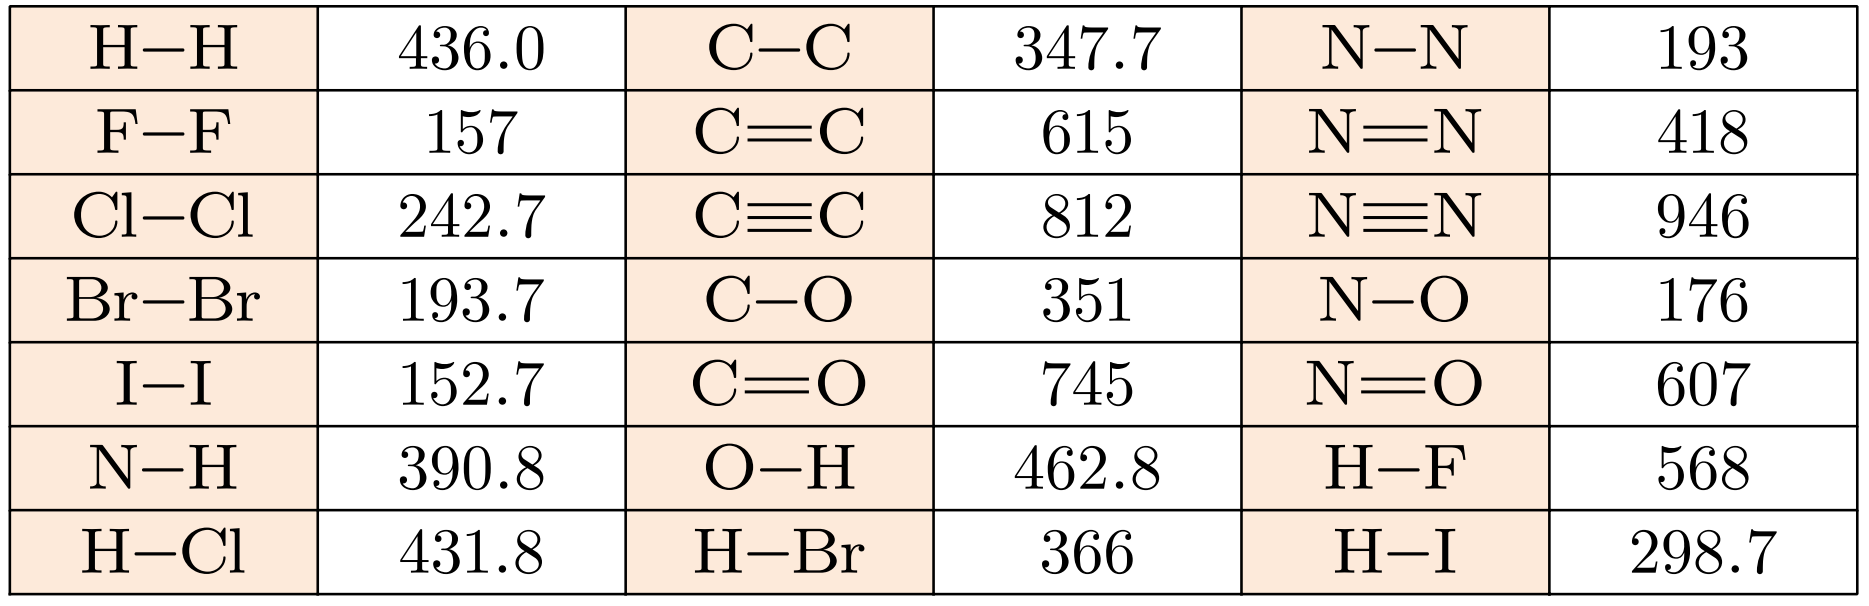 H−H 436.0 C−C 347.7 N−N 193
F−F 157 C=C 615 N=N 418
Cl−Cl 242.7 C≡C 812 N≡N 946
Br−Br 193.7 C−O 351 N−O 176
I−I 152.7 C=O 745 N=O 607
N−H 390.8 O−H 462.8 H−F 568
H−Cl 431.8 H−Br 366 H−I 298.7